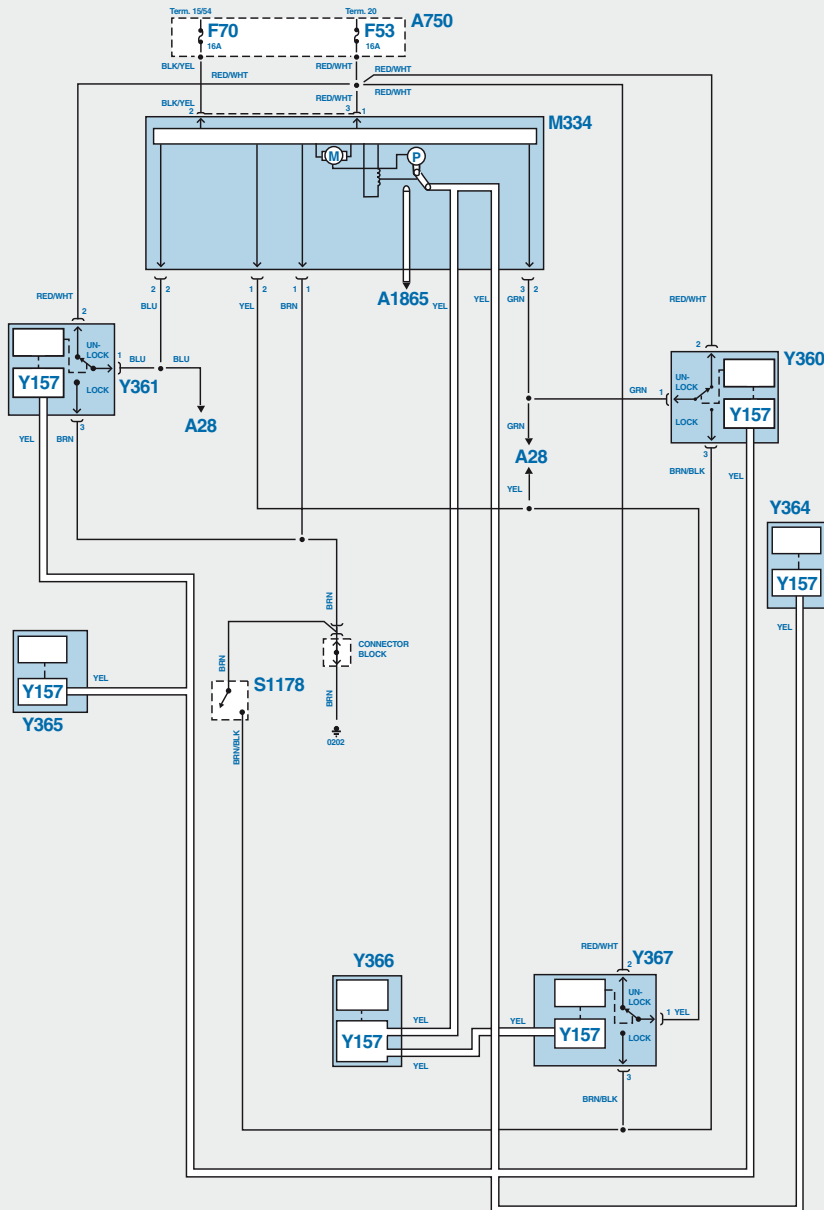 Term. 15/54
Term. 20
A750
F70
F53
16A
16A
BLK/YEL
RED/WHT
RED/WHT
RED/WHT
RED/WHT
BLK/YEL
RED/WHT
2
3
1
M334
M
P
2 2
1 2
1 1
3 2
BLU
YEL
BRN
A1865
YEL
YEL
GRN
RED/WHT
RED/WHT
2
UN-
LOCK
1
BLU
BLU
Y157
LOCK
Y361
3
YEL
BRN
A28
2
Y360
UN-
LOCK
GRN
1
Y157
LOCK
3
GRN
A28
BRN/BLK
YEL
YEL
Y364
Y157
YEL
BRN
CONNECTOR
BLOCK
BRN
S1178
BRN
0202
BRN/BLK
YEL
Y157
Y365
RED/WHT
2
Y367
Y366
UN-
LOCK
1 YEL
YEL
YEL
Y157
Y157
LOCK
YEL
3
BRN/BLK